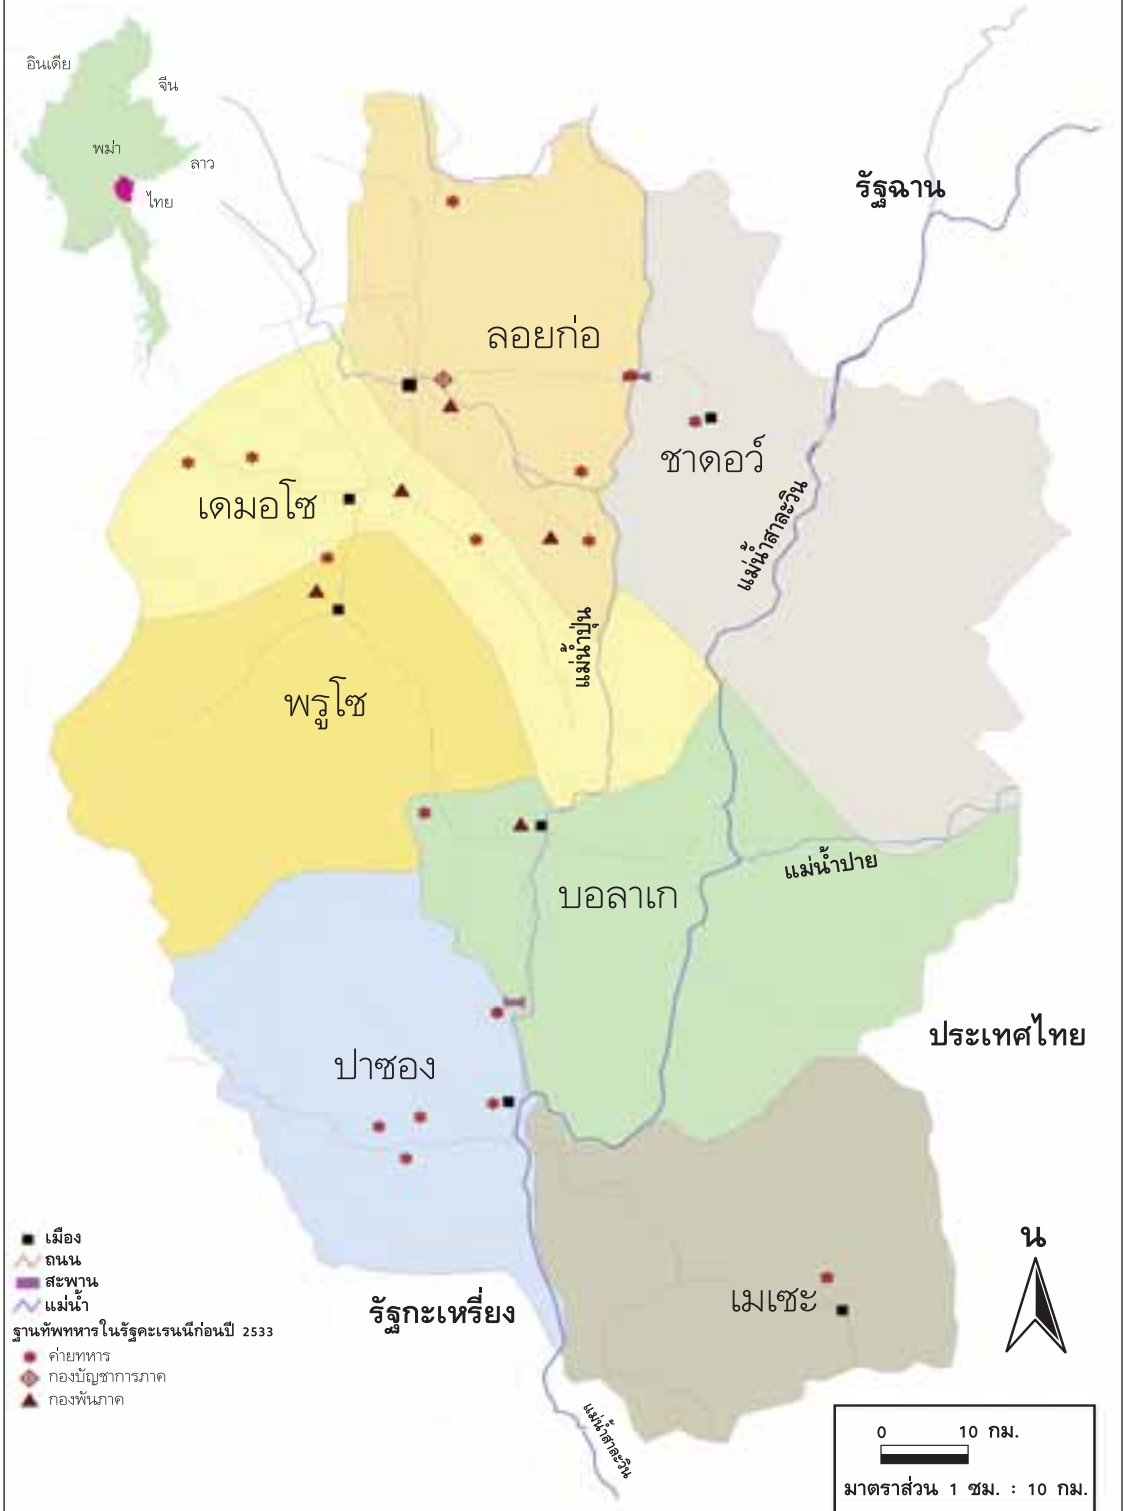 อินเดีย
จีน
พม่า
ลาว
ไทย
รัฐฉาน
ลอยก่อ
ชาดอว์
เดมอโซ
แม่น้ำสาละวิน
แม่น้ำปุ่น
พรูโซ
แม่น้ำปาย
บอลาเก
ประเทศไทย
ปาซอง
เมเซะ
รัฐกะเหรี่ยง
แม่น้ำสาละวิน
น
เมือง
ถนน
สะพาน
แม่น้ำ
ฐานทัพทหารในรัฐคะเรนนีก่อนปี 2533
ค่ายทหาร
กองบัญชาการภาค
กองพันภาค
0 10 กม.
มาตราส่วน 1 ซม. : 10 กม.